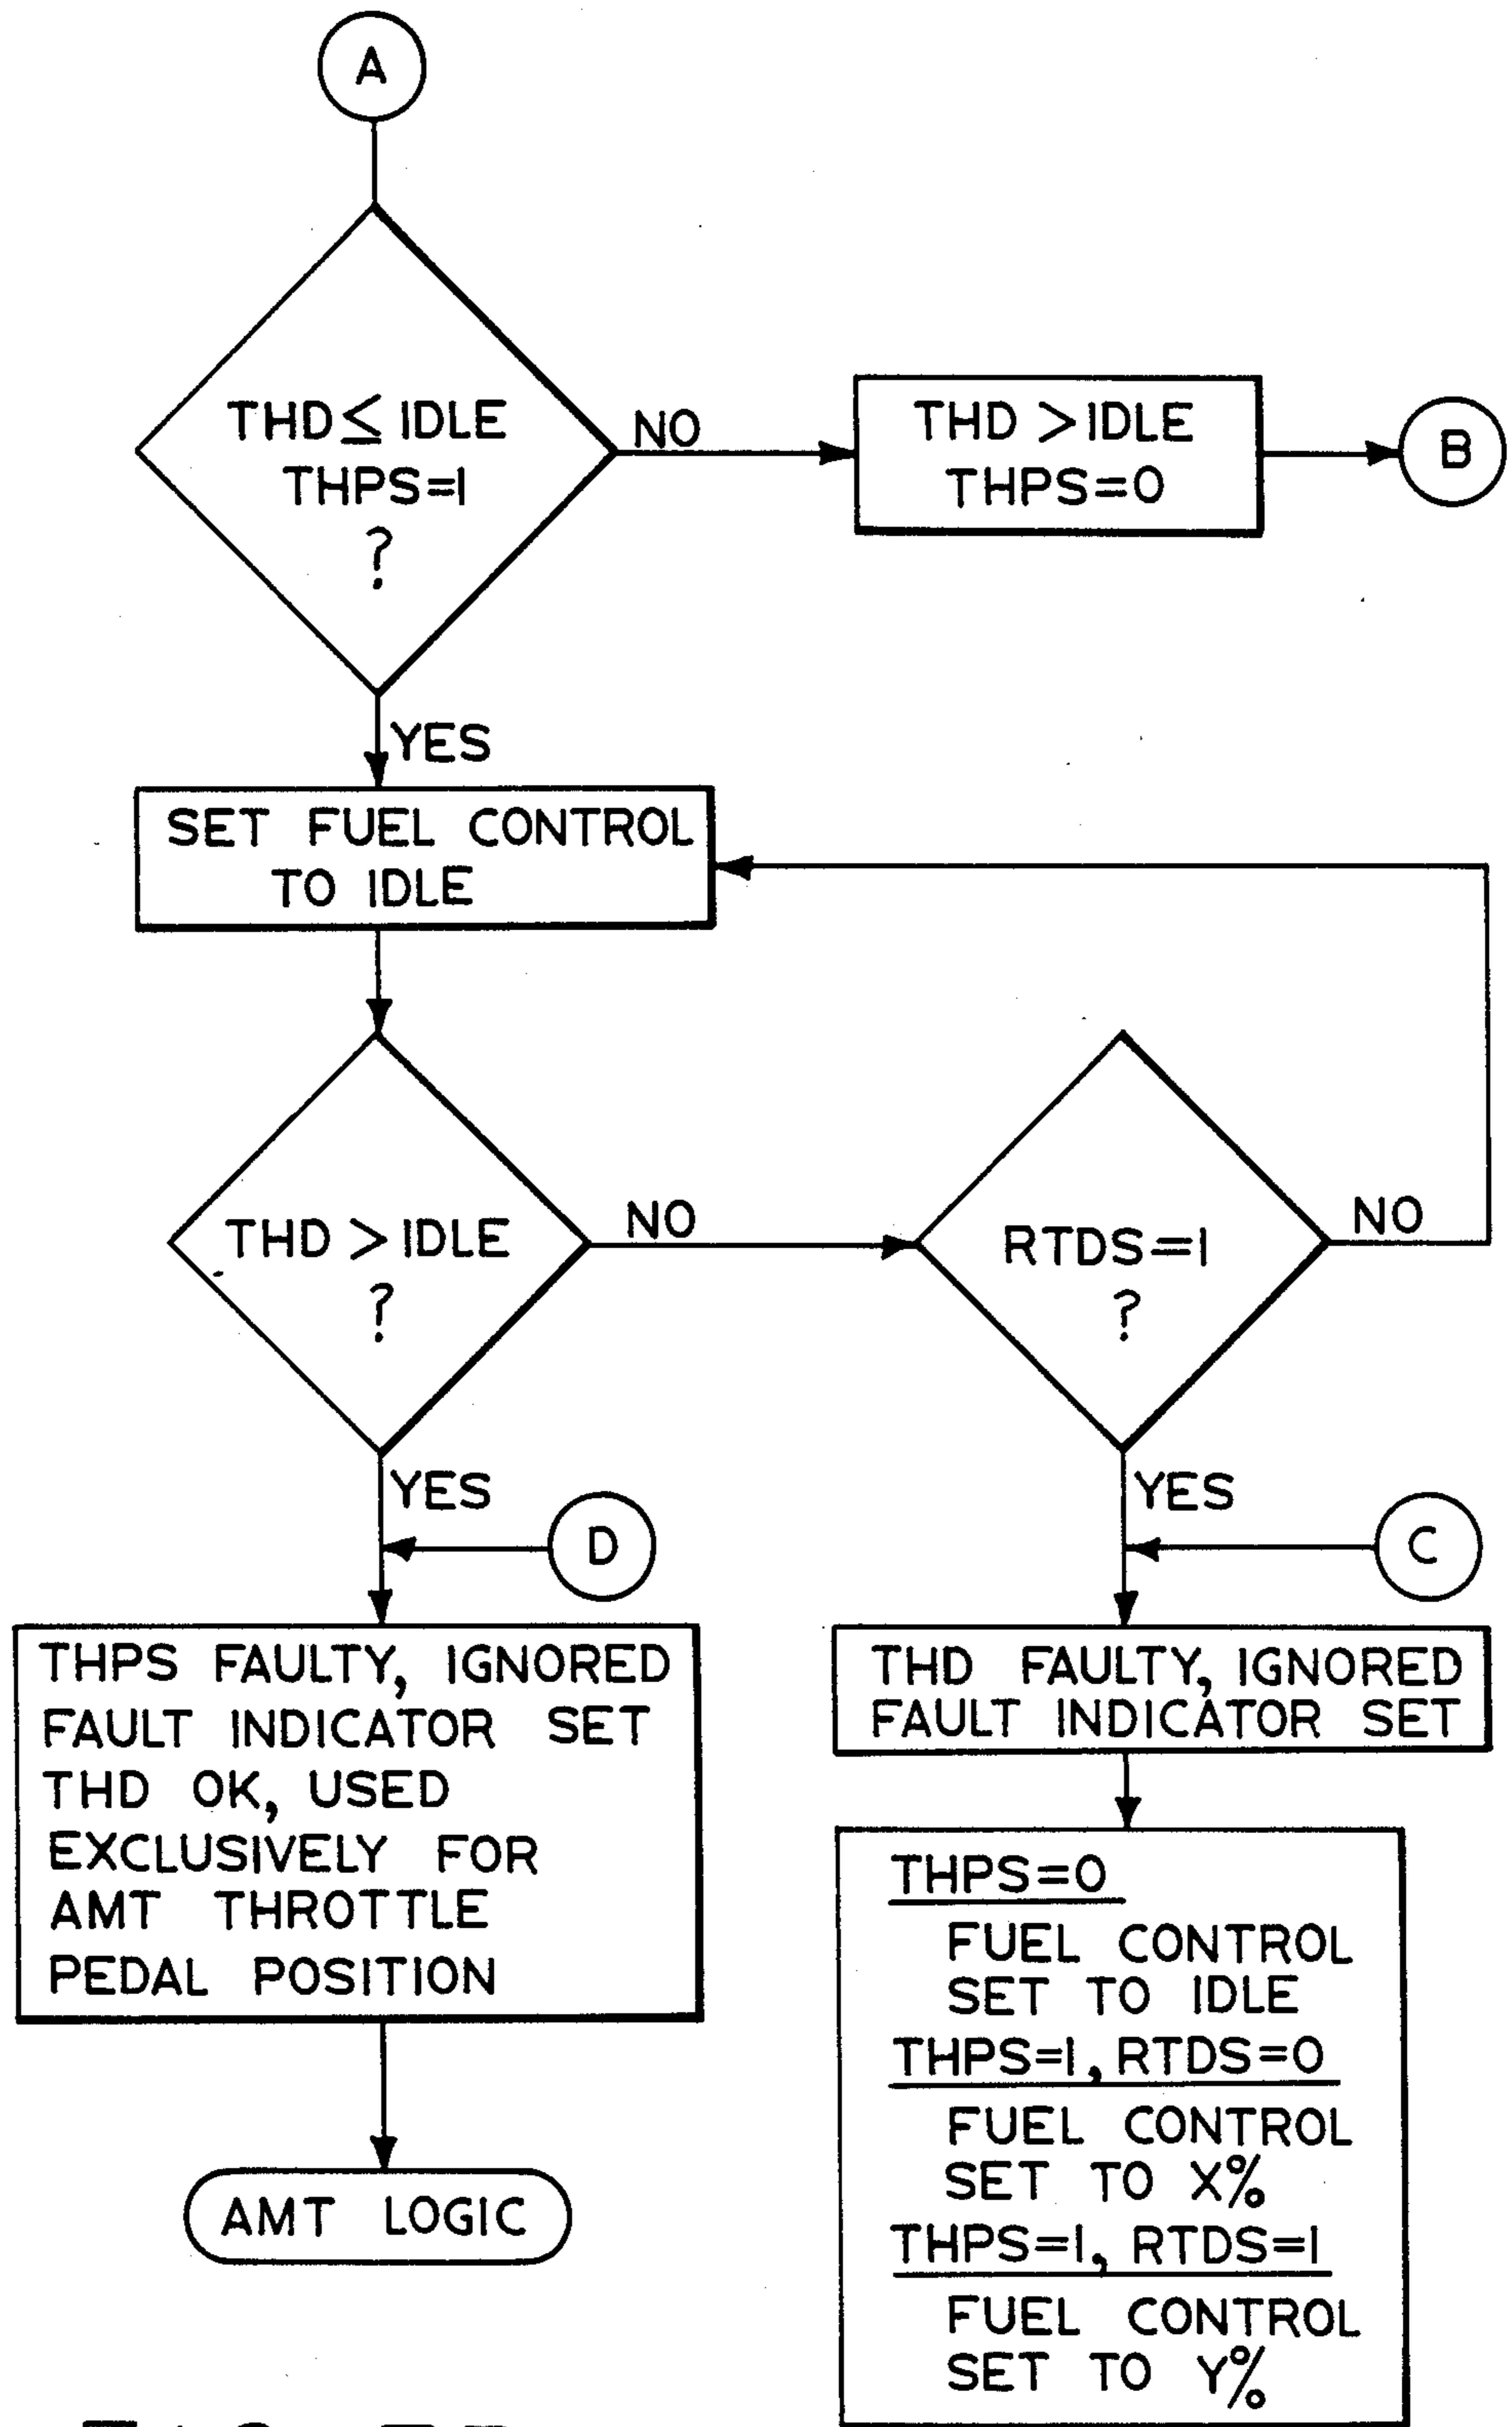 A
THD ≤ IDLE
THPS=1
?
NO
THD > IDLE
THPS=0
B
YES
SET FUEL CONTROL
TO IDLE
THD > IDLE
?
NO
RTDS=1
?
NO
YES
D
YES
C
THPS FAULTY, IGNORED
FAULT INDICATOR SET
THD OK, USED
EXCLUSIVELY FOR
AMT THROTTLE
PEDAL POSITION
AMT LOGIC
THD FAULTY, IGNORED
FAULT INDICATOR SET
THPS=0
FUEL CONTROL
SET TO IDLE
THPS=1, RTDS=0
FUEL CONTROL
SET TO X%
THPS=1, RTDS=1
FUEL CONTROL
SET TO Y%